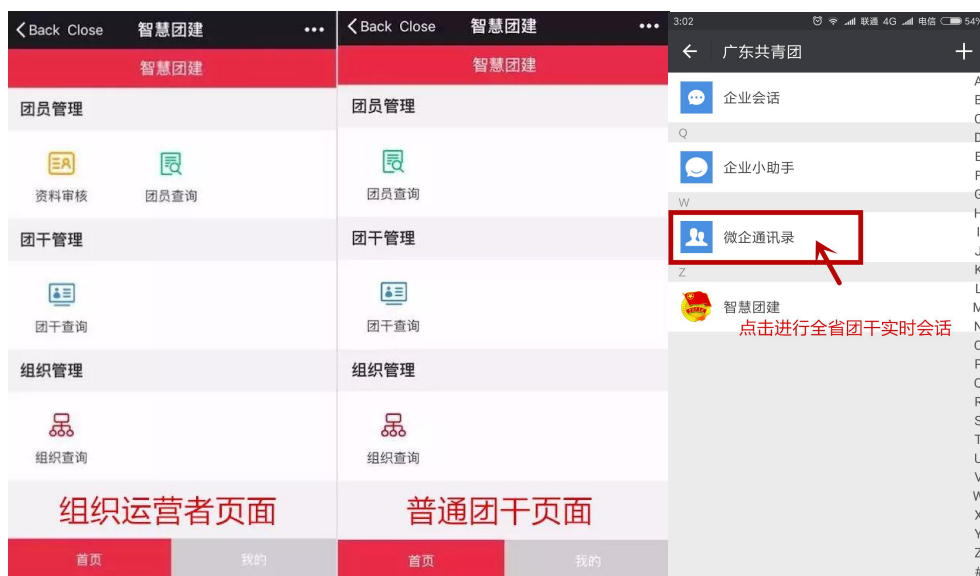 Back Close 智慧团建 •••
智慧团建
团员管理
资料审核 团员查询
团干管理
团干查询
组织管理
组织查询
组织运营者页面
首页 我的
Back Close 智慧团建 •••
智慧团建
团员管理
团员查询
团干管理
团干查询
组织管理
组织查询
普通团干页面
首页 我的
3:02 联通 4G 电信 54%
广东共青团
企业会话
Q
企业小助手
W
微企通讯录
Z
智慧团建
点击进行全省团干实时会话
A
B
C
D
E
F
G
H
I
J
K
L
M
N
O
P
Q
R
S
T
U
V
W
X
Y
Z
#